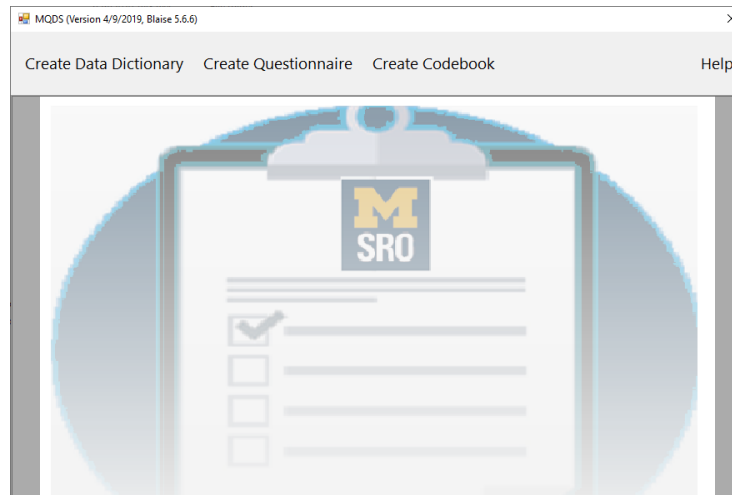 MQDS (Version 4/9/2019, Blaise 5.6.6)
Create Data Dictionary Create Questionnaire Create Codebook Help
M
SRO